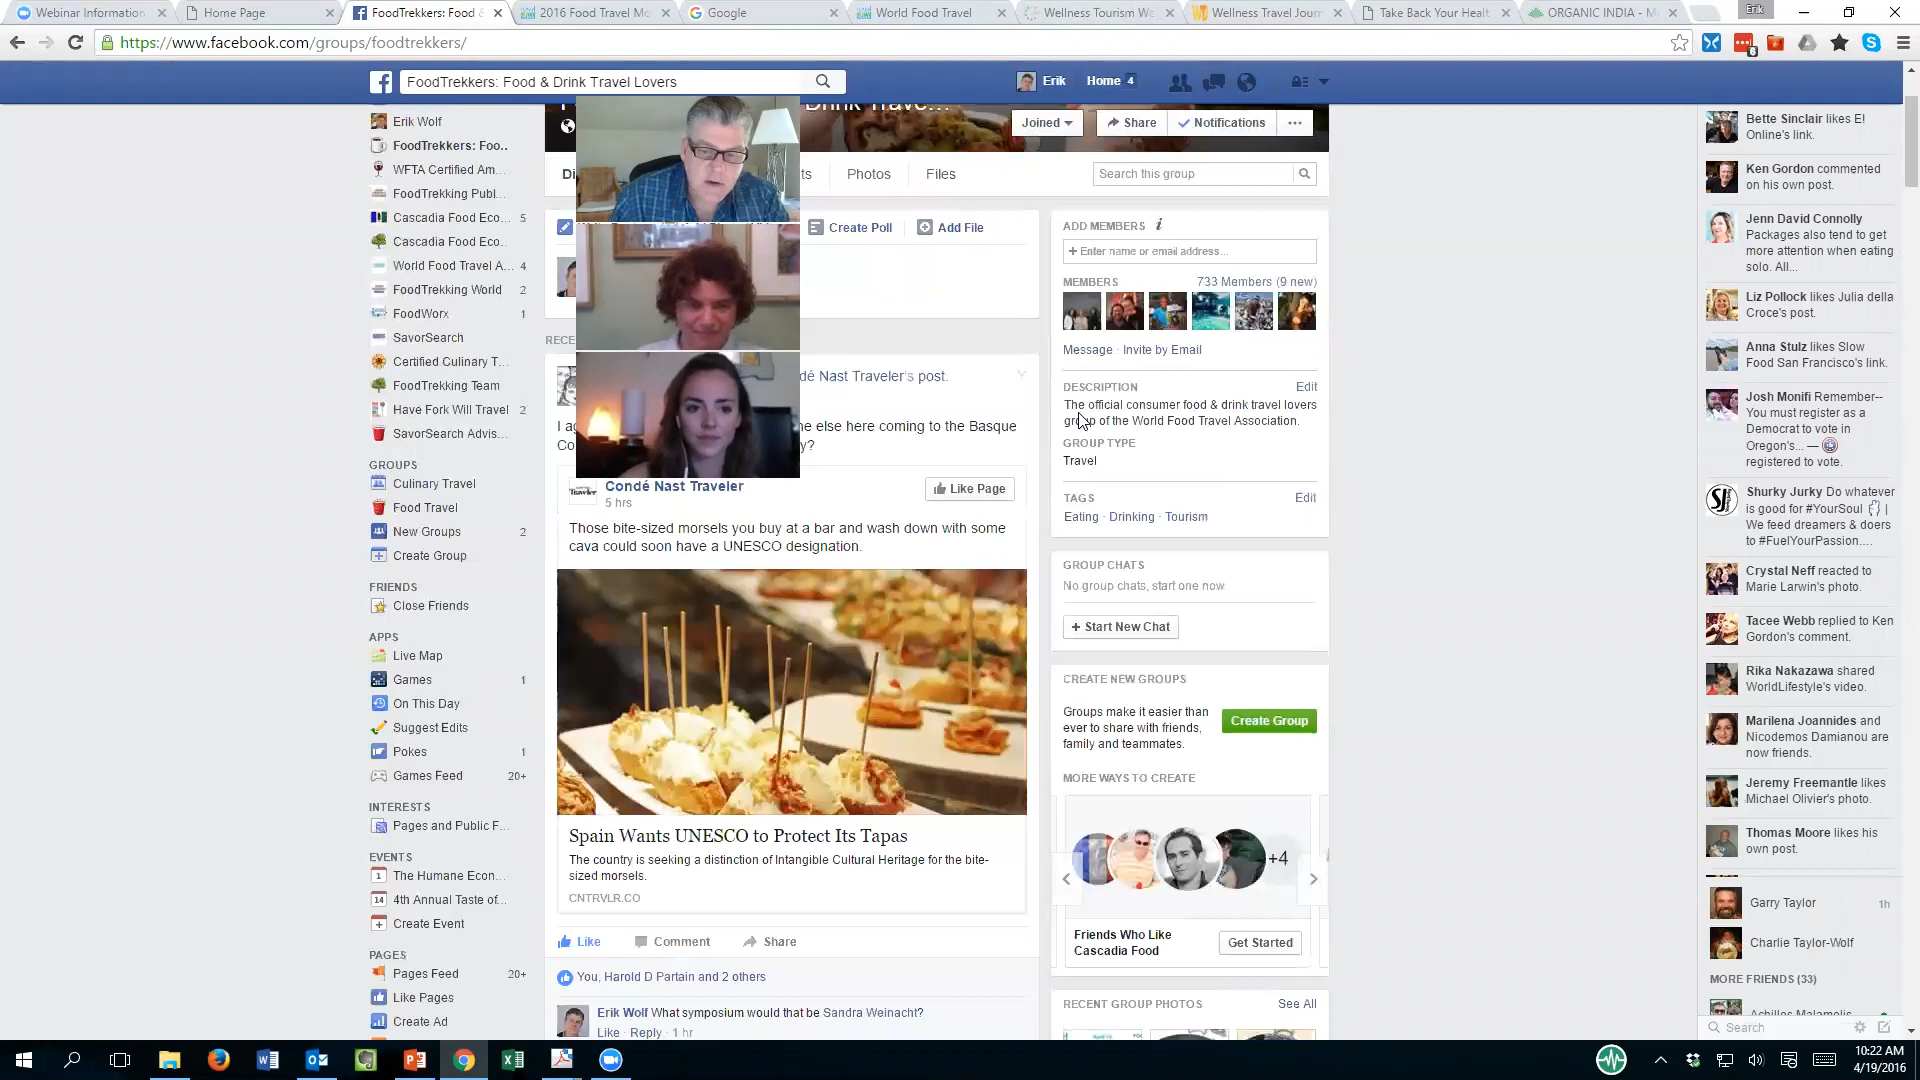 Webinar Information
Home Page
FoodTrekkers: Food &
2016 Food Travel Mo
Google
World Food Travel
Wellness Tourism Wo
Wellness Travel Jour
Take Back Your Healt
ORGANIC INDIA - M
Erik
https://www.facebook.com/groups/foodtrekkers/
6
FoodTrekkers: Food & Drink Travel Lovers
Erik
Home 4
Erik Wolf
FoodTrekkers: Foo..
WFTA Certified Am...
FoodTrekking Publ...
Cascadia Food Eco... 5
Cascadia Food Eco..
World Food Travel A... 4
FoodTrekking World 2
FoodWorx 1
SavorSearch
Certified Culinary T...
FoodTrekking Team
Have Fork Will Travel 2
SavorSearch Advis...
GROUPS
Culinary Travel
Food Travel
New Groups 2
Create Group
FRIENDS
Close Friends
APPS
Live Map
Games 1
On This Day
Suggest Edits
Pokes 1
Games Feed 20+
INTERESTS
Pages and Public F...
EVENTS
1 The Humane Econ...
14 4th Annual Taste of...
Create Event
PAGES
Pages Feed 20+
Like Pages
Create Ad
Drink Trave...
Joined
Share
Notifications
Di
ts
Photos
Files
Search this group
Create Poll
Add File
RECE
dé Nast Traveler's post.
I ag
ne else here coming to the Basque
Co
y?
Traveler
Condé Nast Traveler
5 hrs
Like Page
Those bite-sized morsels you buy at a bar and wash down with some
cava could soon have a UNESCO designation.
Spain Wants UNESCO to Protect Its Tapas
The country is seeking a distinction of Intangible Cultural Heritage for the bite-
sized morsels.
CNTRVLR.CO
Like
Comment
Share
You, Harold D Partain and 2 others
Erik Wolf What symposium would that be Sandra Weinacht?
Like · Reply · 1 hr
ADD MEMBERS i
+ Enter name or email address...
MEMBERS
733 Members (9 new)
Message · Invite by Email
DESCRIPTION
Edit
The official consumer food & drink travel lovers
group of the World Food Travel Association.
GROUP TYPE
Travel
TAGS
Edit
Eating · Drinking · Tourism
GROUP CHATS
No group chats, start one now
+ Start New Chat
CREATE NEW GROUPS
Groups make it easier than
ever to share with friends,
family and teammates.
Create Group
MORE WAYS TO CREATE
+4
Friends Who Like
Cascadia Food
Get Started
RECENT GROUP PHOTOS
See All
Bette Sinclair likes E!
Online's link.
Ken Gordon commented
on his own post.
Jenn David Connolly
Packages also tend to get
more attention when eating
solo. All...
Liz Pollock likes Julia della
Croce's post.
Anna Stulz likes Slow
Food San Francisco's link.
Josh Monifi Remember--
You must register as a
Democrat to vote in
Oregon's... —
registered to vote.
SJ
Shurky Jurky Do whatever
is good for #YourSoul |
We feed dreamers & doers
to #FuelYourPassion....
Crystal Neff reacted to
Marie Larwin's photo.
Tacee Webb replied to Ken
Gordon's comment.
Rika Nakazawa shared
WorldLifestyle's video.
Marilena Joannides and
Nicodemos Damianou are
now friends.
Jeremy Freemantle likes
Michael Olivier's photo.
Thomas Moore likes his
own post.
Garry Taylor 1h
Charlie Taylor-Wolf
MORE FRIENDS (33)
Search
10:22 AM
4/19/2016